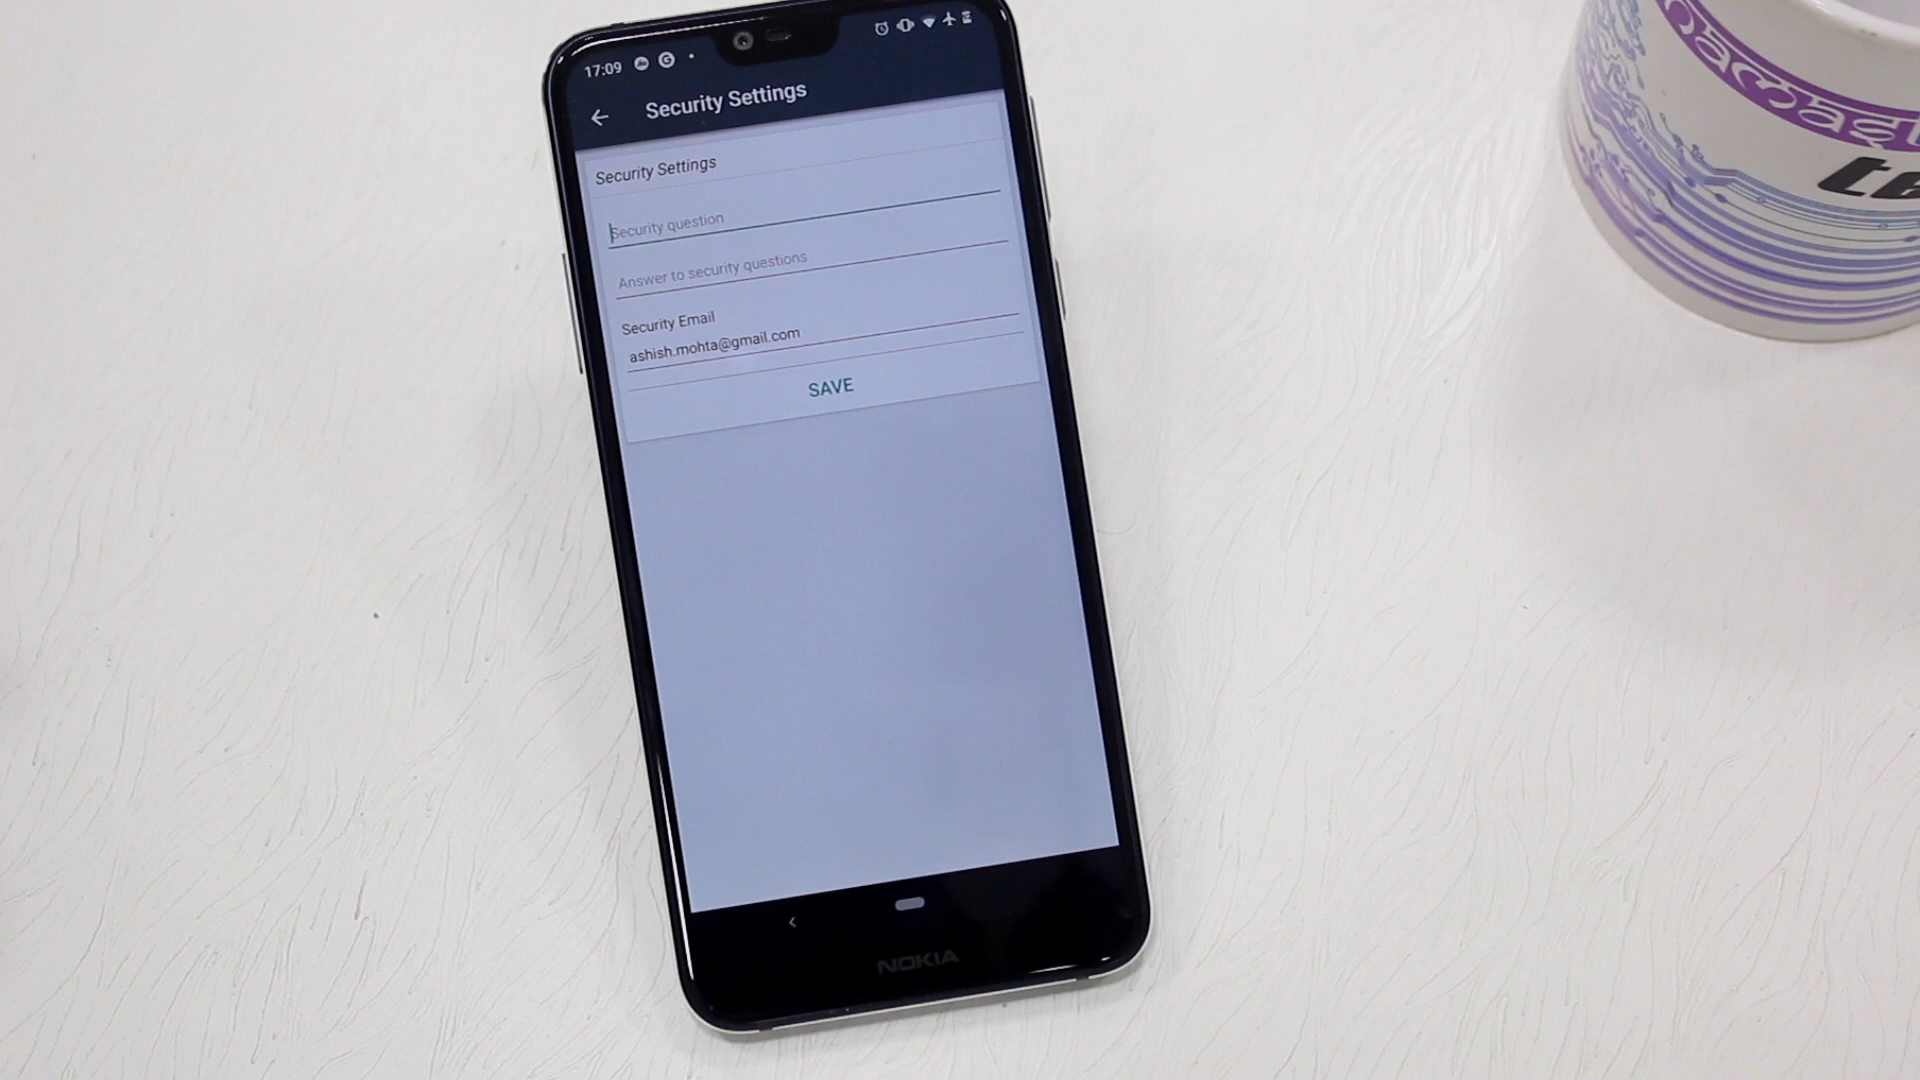 17:09
Security Settings
Security Settings
Security question
Answer to security questions
Security Email
ashish.mohta@gmail.com
SAVE
NOKIA